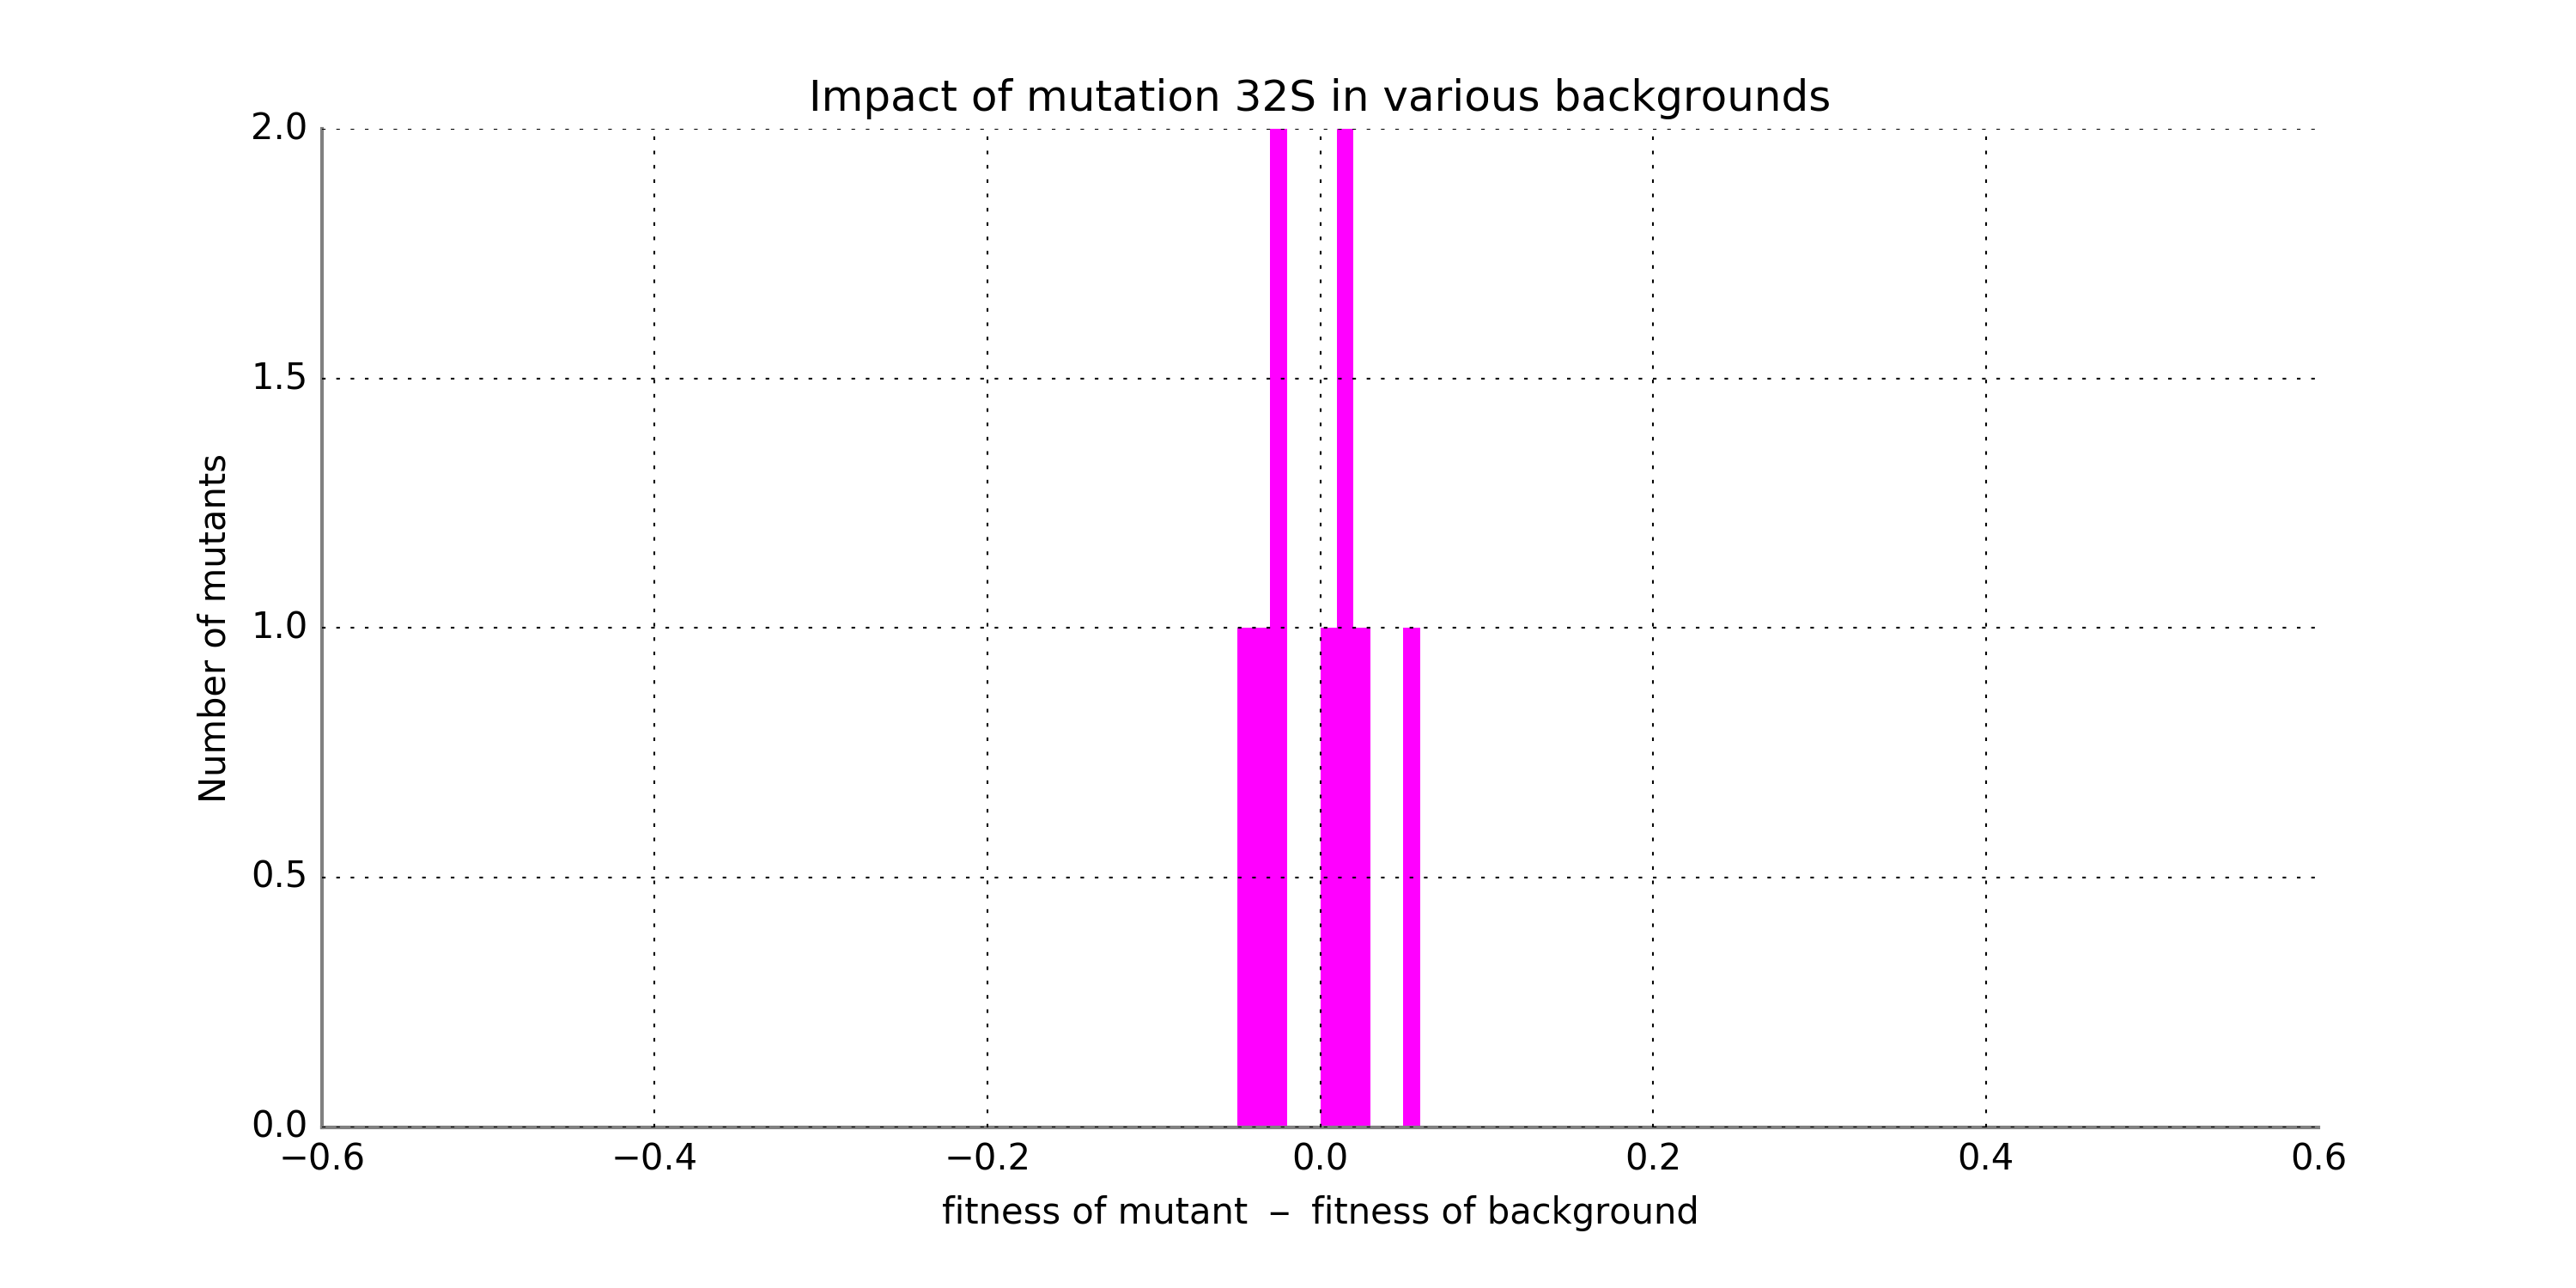 Impact of mutation 32S in various backgrounds
2.0
1.5
1.0
0.5
0.0
Number of mutants
−0.6 −0.4 −0.2 0.0 0.2 0.4 0.6
fitness of mutant – fitness of background